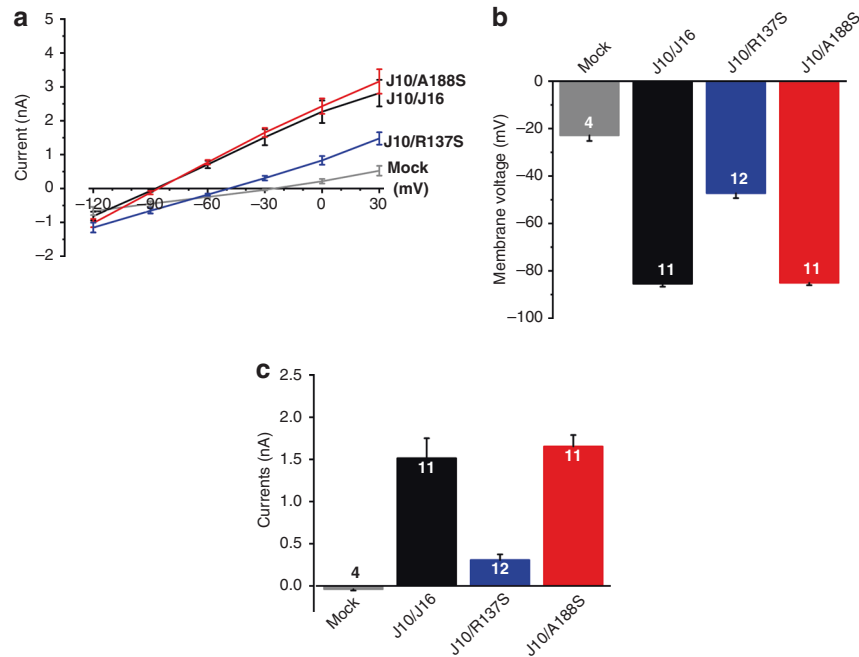 a
5
4
3
2
1
0
−1
−2
Current (nA)
−120
−90
−60
−30
0
30
(mV)
J10/A188S
J10/J16
J10/R137S
Mock
b
Mock
J10/J16
J10/R137S
J10/A188S
0
−20
−40
−60
−80
−100
Membrane voltage (mV)
4
11
12
11
c
2.5
2.0
1.5
1.0
0.5
0.0
Currents (nA)
4
11
12
11
Mock
J10/J16
J10/R137S
J10/A188S